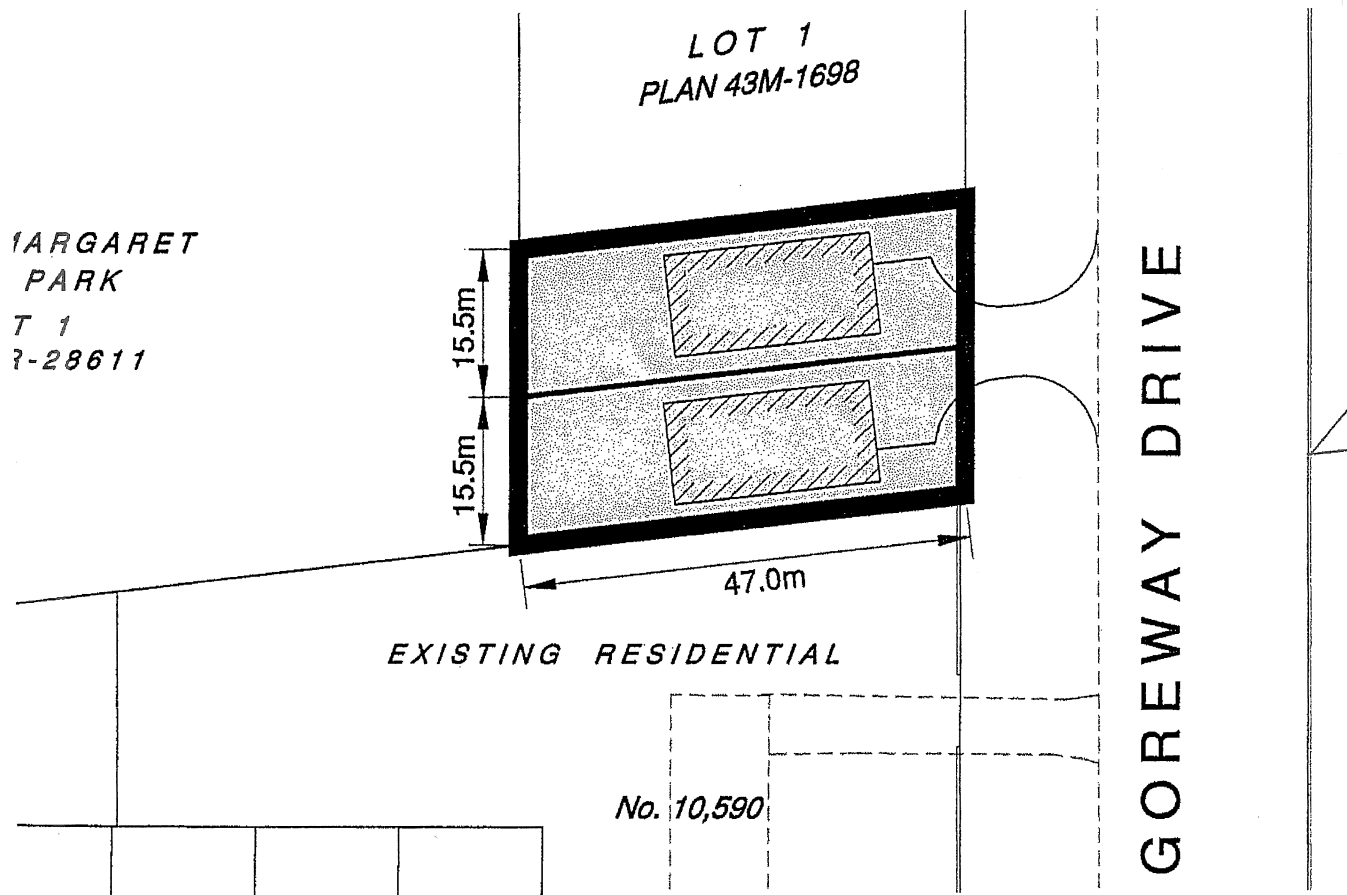 LOT 1
PLAN 43M-1698
PARK
T 1
-28611
15.5m
15.5m
47.0m
EXISTING RESIDENTIAL
No. 10,590
GOREWAY DRIVE